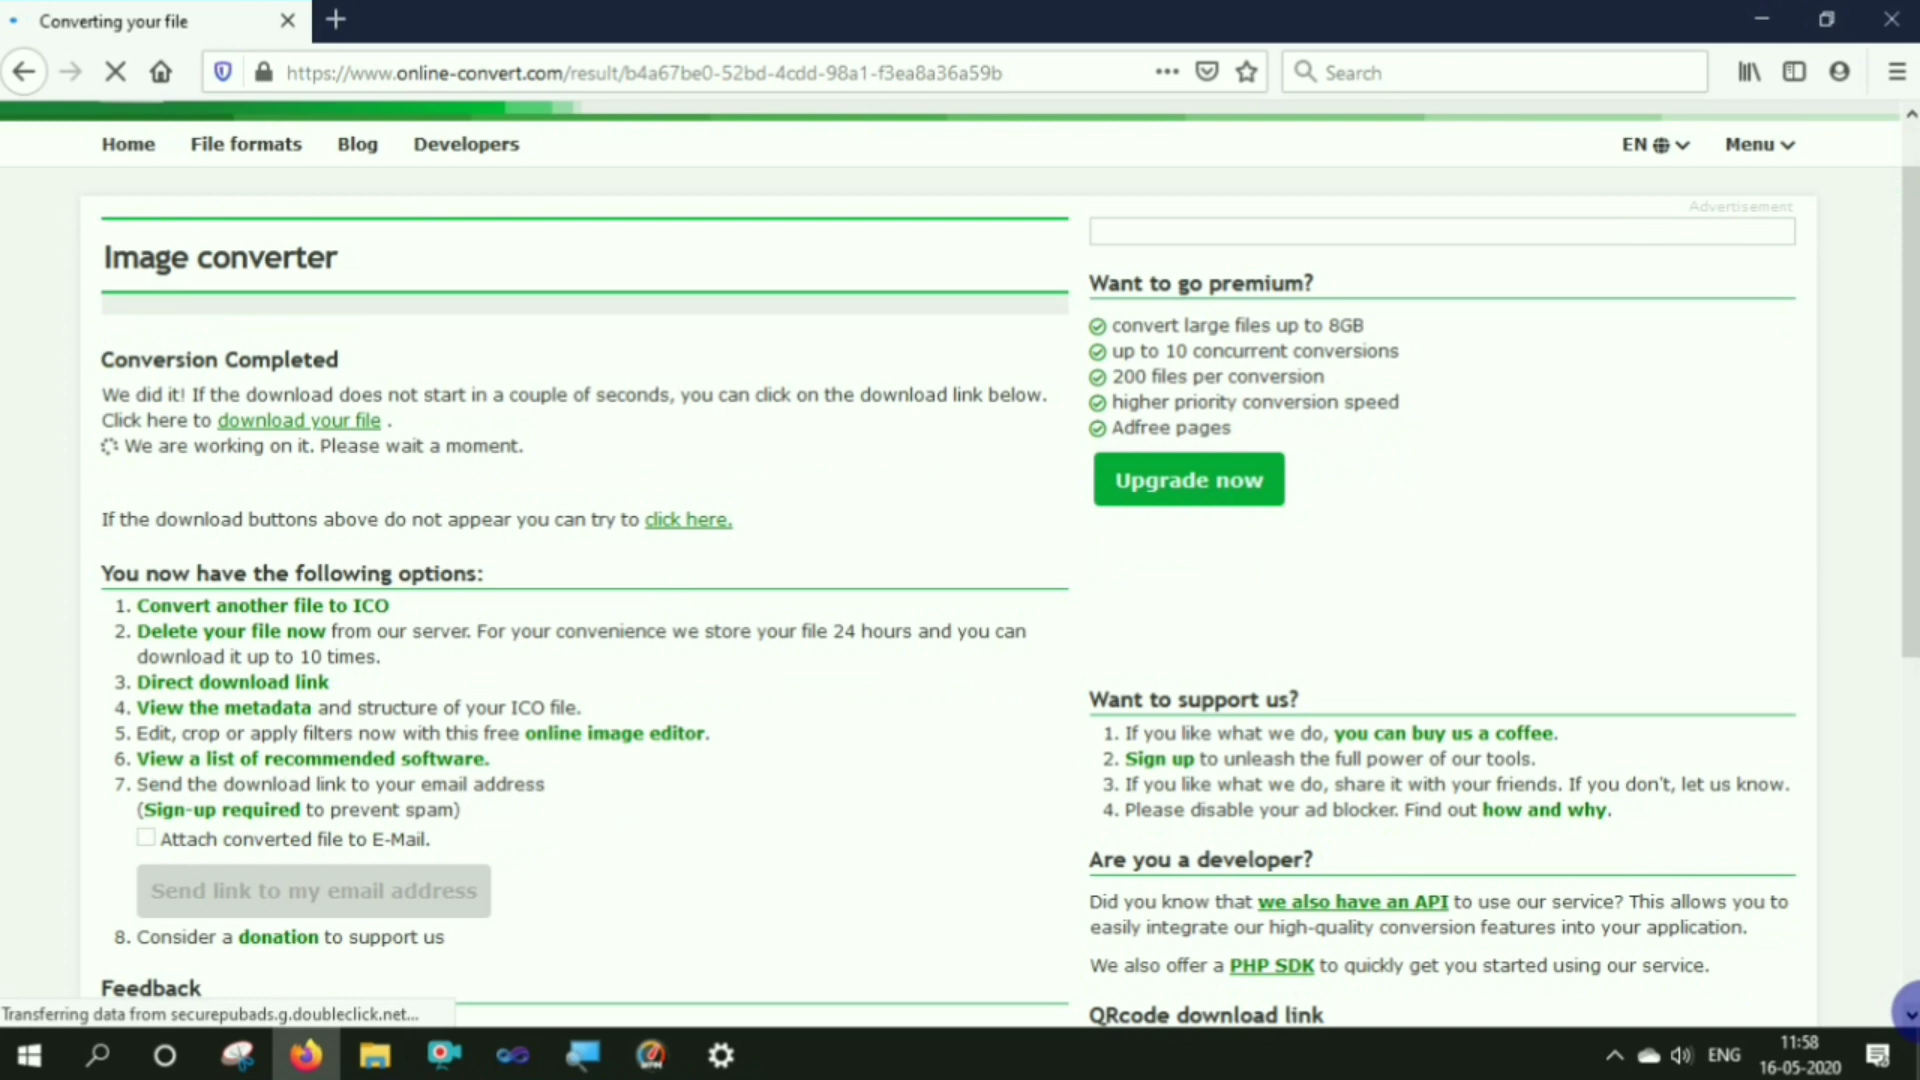 Converting your file
https://www.online-convert.com/result/b4a67be0-52bd-4cdd-98a1-f3ea8a36a59b
Search
Home File formats Blog Developers
EN Menu
Image converter
Conversion Completed
We did it! If the download does not start in a couple of seconds, you can click on the download link below.
Click here to download your file .
We are working on it. Please wait a moment.
If the download buttons above do not appear you can try to click here.
You now have the following options:
1. Convert another file to ICO
2. Delete your file now from our server. For your convenience we store your file 24 hours and you can
download it up to 10 times.
3. Direct download link
4. View the metadata and structure of your ICO file.
5. Edit, crop or apply filters now with this free online image editor.
6. View a list of recommended software.
7. Send the download link to your email address
(Sign-up required to prevent spam)
Attach converted file to E-Mail.
Send link to my email address
8. Consider a donation to support us
Feedback
Advertisement
Want to go premium?
convert large files up to 8GB
up to 10 concurrent conversions
200 files per conversion
higher priority conversion speed
Adfree pages
Upgrade now
Want to support us?
1. If you like what we do, you can buy us a coffee.
2. Sign up to unleash the full power of our tools.
3. If you like what we do, share it with your friends. If you don't, let us know.
4. Please disable your ad blocker. Find out how and why.
Are you a developer?
Did you know that we also have an API to use our service? This allows you to
easily integrate our high-quality conversion features into your application.
We also offer a PHP SDK to quickly get you started using our service.
QRcode download link
Transferring data from securepubads.g.doubleclick.net...
ENG
11:58
16-05-2020